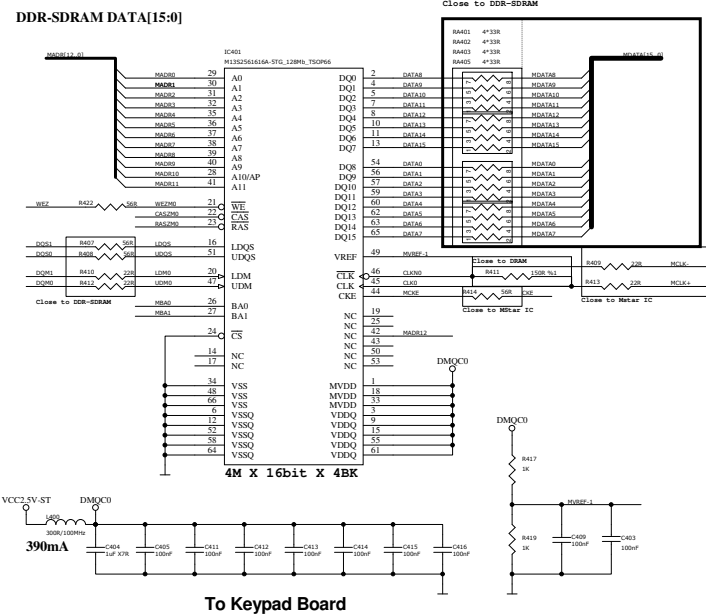 Close to DDR-SDRAM
DDR-SDRAM DATA[15:0]
IC401
M13S2561616A-5TG_128Mb_TSOP66
RA401 4*33R
RA402 4*33R
RA403 4*33R
RA405 4*33R
MADR[12..0]
MDATA[15..0]
MADR0 29 A0 DQ0 2 DATA8 MDATA8
MADR1 30 A1 DQ1 4 DATA9 MDATA9
MADR2 31 A2 DQ2 5 DATA10 MDATA10
MADR3 32 A3 DQ3 7 DATA11 MDATA11
MADR4 35 A4 DQ4 8 DATA12 MDATA12
MADR5 36 A5 DQ5 10 DATA13 MDATA13
MADR6 37 A6 DQ6 11 DATA14 MDATA14
MADR7 38 A7 DQ7 13 DATA15 MDATA15
MADR8 39 A8
MADR9 40 A9 DQ8 54 DATA0 MDATA0
MADR10 28 A10/AP DQ9 56 DATA1 MDATA1
MADR11 41 A11 DQ10 57 DATA2 MDATA2
DQ11 59 DATA3 MDATA3
WEZ R422 56R WEZM0 21 WE DQ12 60 DATA4 MDATA4
CASZM0 22 CAS DQ13 62 DATA5 MDATA5
RASZM0 23 RAS DQ14 63 DATA6 MDATA6
DQ15 65 DATA7 MDATA7
DQS1 R407 56R LDQS 16 LDQS
DQS0 R408 56R UDQS 51 UDQS VREF 49 MVREF-1
Close to DRAM
R409 22R MCLK-
DQM1 R410 22R LDM0 20 LDM CLK 46 CLKN0 R411 150R %1
DQM0 R412 22R UDM0 47 UDM CLK 45 CLK0 R413 22R MCLK+
CKE 44 MCKE R414 56R CKE
Close to DDR-SDRAM
Close to MStar IC
Close to Mstar IC
MBA0 26 BA0
MBA1 27 BA1
NC 19
NC 25
24 CS NC 42 MADR12
NC 43
14 NC NC 50
17 NC NC 53
DMQC0
34 VSS MVDD 1
48 VSS MVDD 18
66 VSS MVDD 33
6 VSSQ VDDQ 3
12 VSSQ VDDQ 9
52 VSSQ VDDQ 15
58 VSSQ VDDQ 55
64 VSSQ VDDQ 61
4M X 16bit X 4BK
DMQC0
R417
1K
MVREF-1
R419
1K
C409
100nF
C403
100nF
VCC2.5V-ST DMQC0
L400
300R/100MHz
390mA
C404
1uF X7R
C405
100nF
C411
100nF
C412
100nF
C413
100nF
C414
100nF
C415
100nF
C416
100nF
To Keypad Board